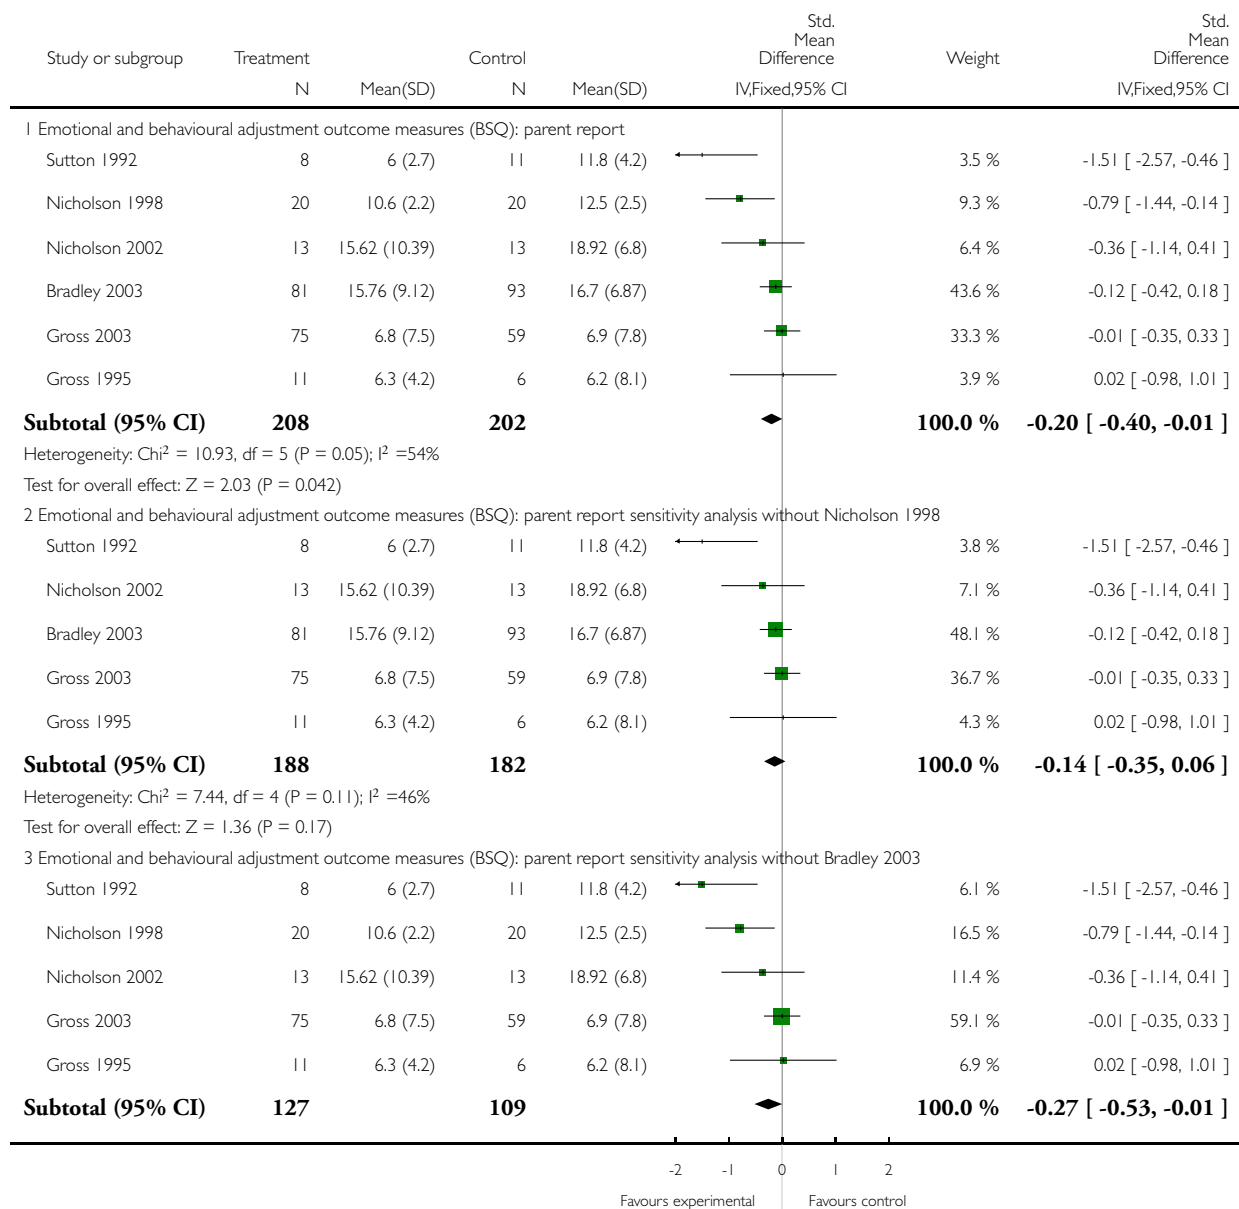 Std.
Mean
Difference
Std.
Mean
Difference
Study or subgroup Treatment Control Weight
N Mean(SD) N Mean(SD) IV,Fixed,95% CI IV,Fixed,95% CI
1 Emotional and behavioural adjustment outcome measures (BSQ): parent report
Sutton 1992 8 6 (2.7) 11 11.8 (4.2) 3.5 % -1.51 [ -2.57, -0.46 ]
Nicholson 1998 20 10.6 (2.2) 20 12.5 (2.5) 9.3 % -0.79 [ -1.44, -0.14 ]
Nicholson 2002 13 15.62 (10.39) 13 18.92 (6.8) 6.4 % -0.36 [ -1.14, 0.41 ]
Bradley 2003 81 15.76 (9.12) 93 16.7 (6.87) 43.6 % -0.12 [ -0.42, 0.18 ]
Gross 2003 75 6.8 (7.5) 59 6.9 (7.8) 33.3 % -0.01 [ -0.35, 0.33 ]
Gross 1995 11 6.3 (4.2) 6 6.2 (8.1) 3.9 % 0.02 [ -0.98, 1.01 ]
Subtotal (95% CI) 208 202 100.0 % -0.20 [ -0.40, -0.01 ]
Heterogeneity: Chi² = 10.93, df = 5 (P = 0.05); I² =54%
Test for overall effect: Z = 2.03 (P = 0.042)
2 Emotional and behavioural adjustment outcome measures (BSQ): parent report sensitivity analysis without Nicholson 1998
Sutton 1992 8 6 (2.7) 11 11.8 (4.2) 3.8 % -1.51 [ -2.57, -0.46 ]
Nicholson 2002 13 15.62 (10.39) 13 18.92 (6.8) 7.1 % -0.36 [ -1.14, 0.41 ]
Bradley 2003 81 15.76 (9.12) 93 16.7 (6.87) 48.1 % -0.12 [ -0.42, 0.18 ]
Gross 2003 75 6.8 (7.5) 59 6.9 (7.8) 36.7 % -0.01 [ -0.35, 0.33 ]
Gross 1995 11 6.3 (4.2) 6 6.2 (8.1) 4.3 % 0.02 [ -0.98, 1.01 ]
Subtotal (95% CI) 188 182 100.0 % -0.14 [ -0.35, 0.06 ]
Heterogeneity: Chi² = 7.44, df = 4 (P = 0.11); I² =46%
Test for overall effect: Z = 1.36 (P = 0.17)
3 Emotional and behavioural adjustment outcome measures (BSQ): parent report sensitivity analysis without Bradley 2003
Sutton 1992 8 6 (2.7) 11 11.8 (4.2) 6.1 % -1.51 [ -2.57, -0.46 ]
Nicholson 1998 20 10.6 (2.2) 20 12.5 (2.5) 16.5 % -0.79 [ -1.44, -0.14 ]
Nicholson 2002 13 15.62 (10.39) 13 18.92 (6.8) 11.4 % -0.36 [ -1.14, 0.41 ]
Gross 2003 75 6.8 (7.5) 59 6.9 (7.8) 59.1 % -0.01 [ -0.35, 0.33 ]
Gross 1995 11 6.3 (4.2) 6 6.2 (8.1) 6.9 % 0.02 [ -0.98, 1.01 ]
Subtotal (95% CI) 127 109 100.0 % -0.27 [ -0.53, -0.01 ]
-2 -1 0 1 2
Favours experimental Favours control